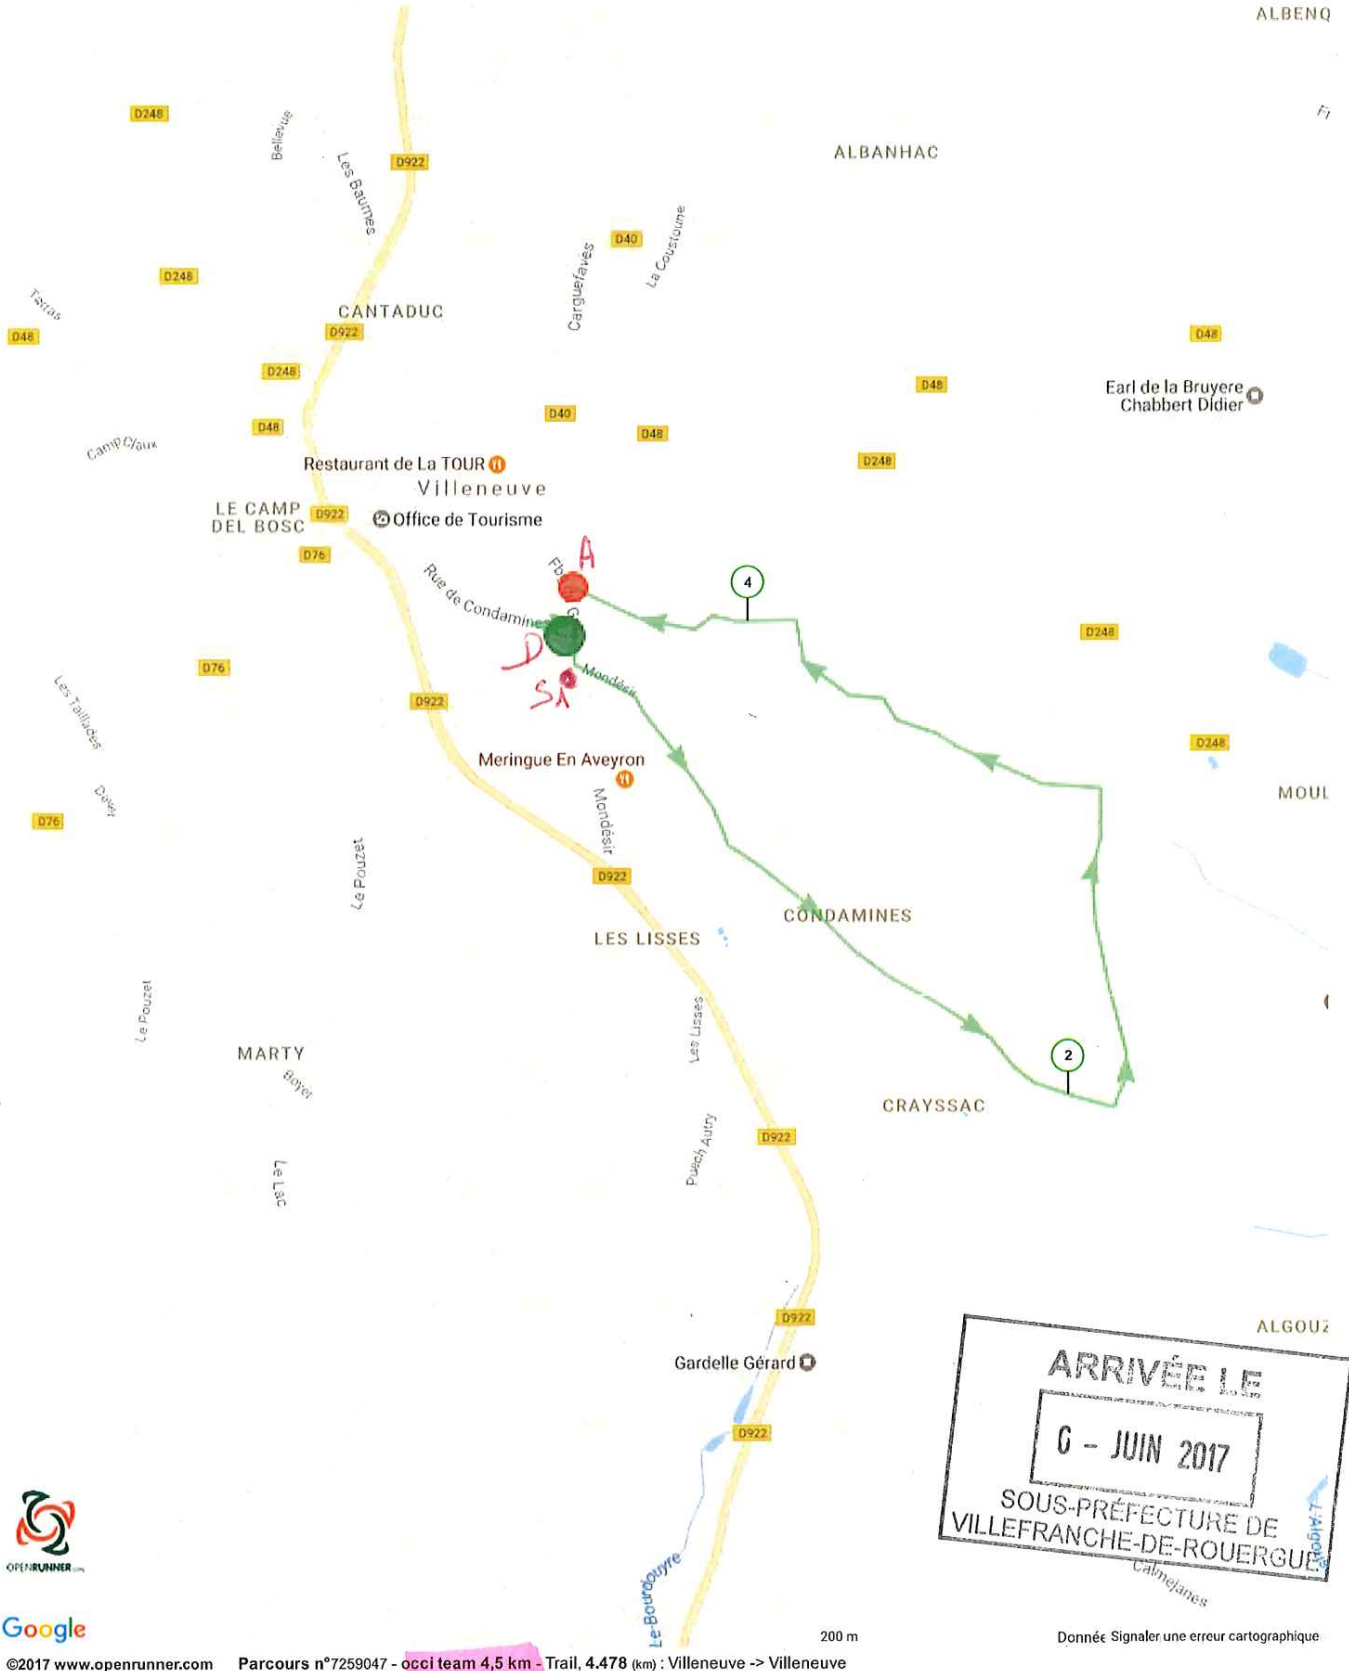 ALBENQ
D248
Bellevue
Les Baumes
D922
ALBANHAC
D40
La Coustoune
Carguefaves
D248
Terras
CANTADUC
D48
D922
D48
D248
D48
Earl de la Bruyere
Chabbert Didier
D40
D48
D48
Camp Claux
D248
Restaurant de La TOUR
Villeneuve
LE CAMP
DEL BOSC
D922
Office de Tourisme
D76
A
Fbg
Rue de Condamines
G
4
D
D248
D76
Mondésir
S1
Les Taillades
D922
D248
Meringue En Aveyron
MOUL
Mondésir
D76
Le Pouzet
D922
CONDAMINES
LES LISSES
Le Pouzet
Les Lisses
MARTY
Boyer
2
CRAYSSAC
D922
Puech Autry
Le Lac
D922
ALGOUZ
Gardelle Gérard
ARRIVÉE LE
D922
6 - JUIN 2017
SOUS-PRÉFECTURE DE
VILLEFRANCHE-DE-ROUERGUE
L'Algouse
Calmejanes
Le Bourdouyre
OPENRUNNER.com
Google
200 m
Donnée Signaler une erreur cartographique
©2017 www.openrunner.com Parcours n°7259047 - occi team 4,5 km - Trail, 4.478 (km) : Villeneuve -> Villeneuve